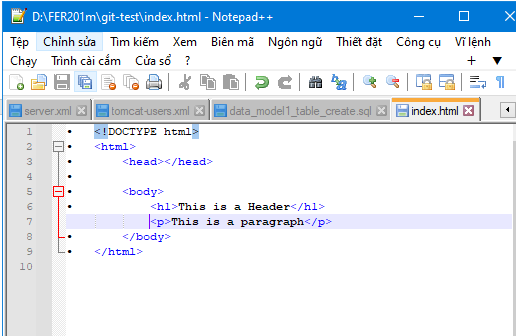 D:\FER201m\git-test\index.html - Notepad++
Tệp Chỉnh sửa Tìm kiếm Xem Biên mã Ngôn ngữ Thiết đặt Công cụ Vĩ lệnh
Chạy Trình cài cắm Cửa sổ ? + ▼
server.xml tomcat-users.xml data_model1_table_create.sql index.html
1 <!DOCTYPE html>
2 <html>
3 <head></head>
4
5 <body>
6 <h1>This is a Header</h1>
7 <p>This is a paragraph</p>
8 </body>
9 </html>
10